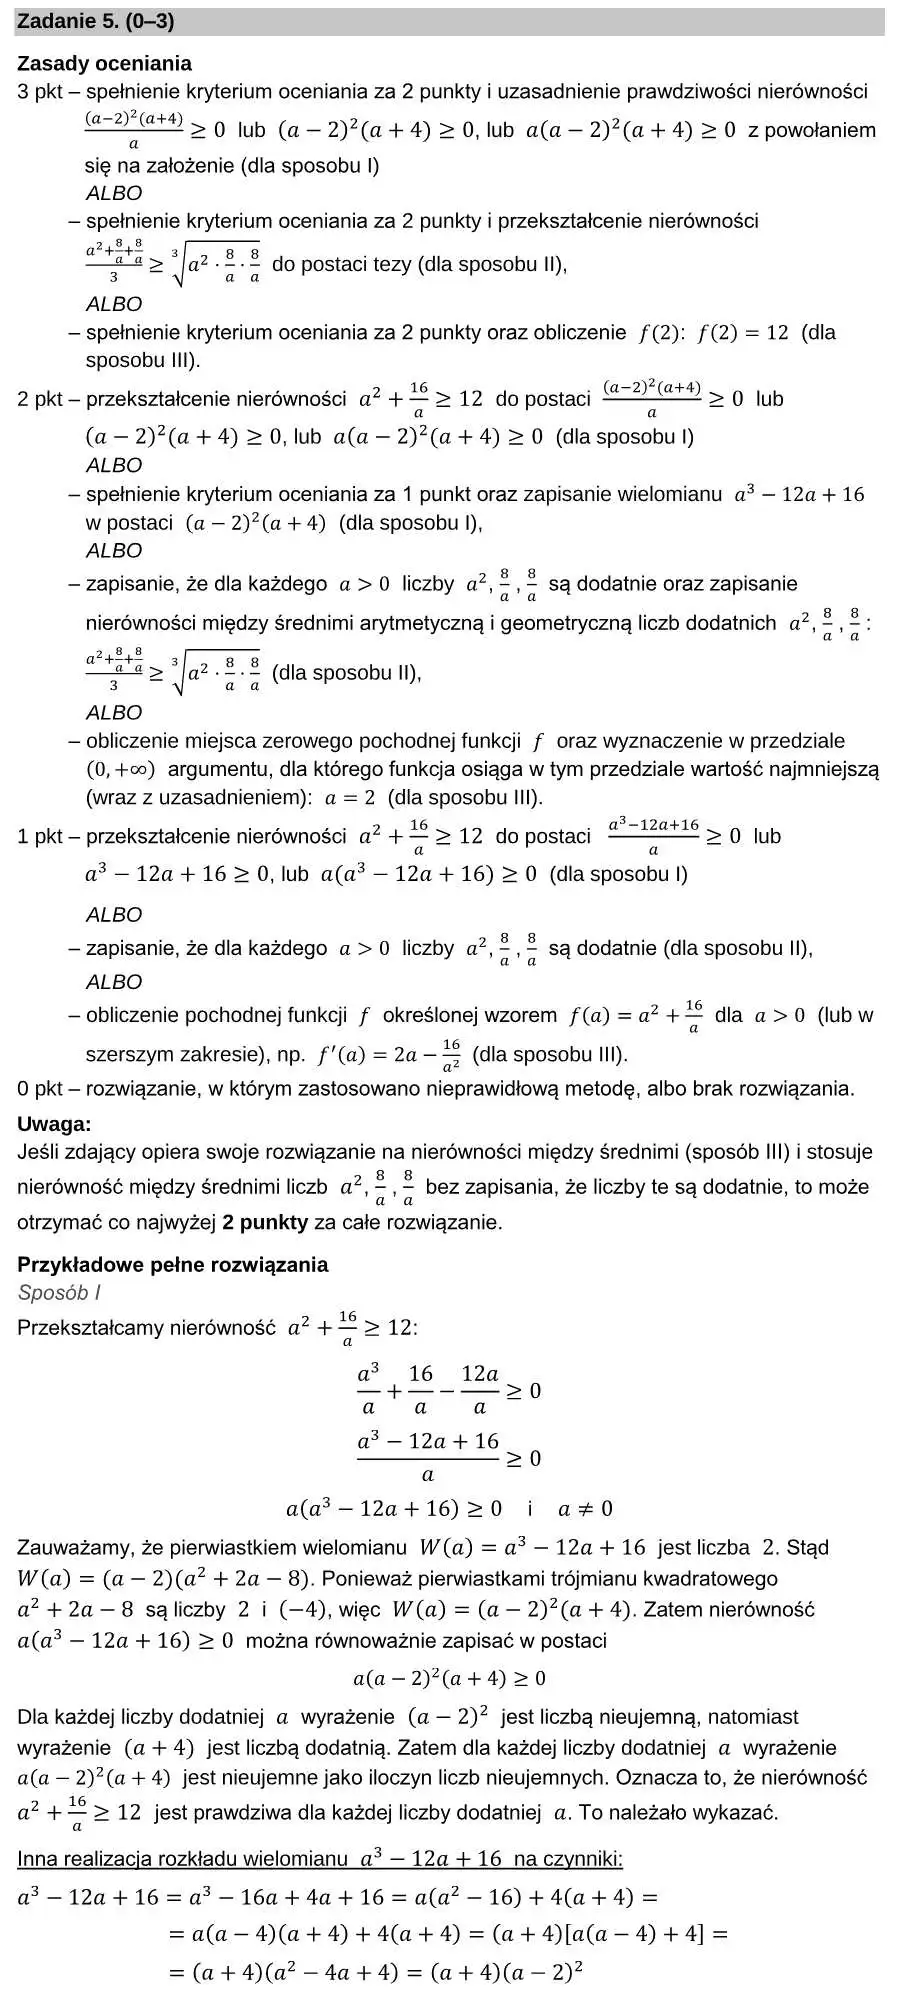 Zadanie 5. (0–3)
Zasady oceniania
3 pkt – spełnienie kryterium oceniania za 2 punkty i uzasadnienie prawdziwości nierówności
(a−2)²(a+4)/a ≥ 0 lub (a − 2)²(a + 4) ≥ 0, lub a(a − 2)²(a + 4) ≥ 0 z powołaniem
się na założenie (dla sposobu I)
ALBO
– spełnienie kryterium oceniania za 2 punkty i przekształcenie nierówności
(a²+8/a+8/a)/3 ≥ ∛(a² · 8/a · 8/a) do postaci tezy (dla sposobu II),
ALBO
– spełnienie kryterium oceniania za 2 punkty oraz obliczenie f(2): f(2) = 12 (dla
sposobu III).
2 pkt – przekształcenie nierówności a² + 16/a ≥ 12 do postaci (a−2)²(a+4)/a ≥ 0 lub
(a − 2)²(a + 4) ≥ 0, lub a(a − 2)²(a + 4) ≥ 0 (dla sposobu I)
ALBO
– spełnienie kryterium oceniania za 1 punkt oraz zapisanie wielomianu a³ − 12a + 16
w postaci (a − 2)²(a + 4) (dla sposobu I),
ALBO
– zapisanie, że dla każdego a > 0 liczby a², 8/a, 8/a są dodatnie oraz zapisanie
nierówności między średnimi arytmetyczną i geometryczną liczb dodatnich a², 8/a, 8/a:
(a²+8/a+8/a)/3 ≥ ∛(a² · 8/a · 8/a) (dla sposobu II),
ALBO
– obliczenie miejsca zerowego pochodnej funkcji f oraz wyznaczenie w przedziale
(0, +∞) argumentu, dla którego funkcja osiąga w tym przedziale wartość najmniejszą
(wraz z uzasadnieniem): a = 2 (dla sposobu III).
1 pkt – przekształcenie nierówności a² + 16/a ≥ 12 do postaci (a³−12a+16)/a ≥ 0 lub
a³ − 12a + 16 ≥ 0, lub a(a³ − 12a + 16) ≥ 0 (dla sposobu I)
ALBO
– zapisanie, że dla każdego a > 0 liczby a², 8/a, 8/a są dodatnie (dla sposobu II),
ALBO
– obliczenie pochodnej funkcji f określonej wzorem f(a) = a² + 16/a dla a > 0 (lub w
szerszym zakresie), np. f′(a) = 2a − 16/a² (dla sposobu III).
0 pkt – rozwiązanie, w którym zastosowano nieprawidłową metodę, albo brak rozwiązania.
Uwaga:
Jeśli zdający opiera swoje rozwiązanie na nierówności między średnimi (sposób III) i stosuje
nierówność między średnimi liczb a², 8/a, 8/a bez zapisania, że liczby te są dodatnie, to może
otrzymać co najwyżej 2 punkty za całe rozwiązanie.
Przykładowe pełne rozwiązania
Sposób I
Przekształcamy nierówność a² + 16/a ≥ 12:
a³/a + 16/a − 12a/a ≥ 0
(a³ − 12a + 16)/a ≥ 0
a(a³ − 12a + 16) ≥ 0 i a ≠ 0
Zauważamy, że pierwiastkiem wielomianu W(a) = a³ − 12a + 16 jest liczba 2. Stąd
W(a) = (a − 2)(a² + 2a − 8). Ponieważ pierwiastkami trójmianu kwadratowego
a² + 2a − 8 są liczby 2 i (−4), więc W(a) = (a − 2)²(a + 4). Zatem nierówność
a(a³ − 12a + 16) ≥ 0 można równoważnie zapisać w postaci
a(a − 2)²(a + 4) ≥ 0
Dla każdej liczby dodatniej a wyrażenie (a − 2)² jest liczbą nieujemną, natomiast
wyrażenie (a + 4) jest liczbą dodatnią. Zatem dla każdej liczby dodatniej a wyrażenie
a(a − 2)²(a + 4) jest nieujemne jako iloczyn liczb nieujemnych. Oznacza to, że nierówność
a² + 16/a ≥ 12 jest prawdziwa dla każdej liczby dodatniej a. To należało wykazać.
Inna realizacja rozkładu wielomianu a³ − 12a + 16 na czynniki:
a³ − 12a + 16 = a³ − 16a + 4a + 16 = a(a² − 16) + 4(a + 4) =
= a(a − 4)(a + 4) + 4(a + 4) = (a + 4)[a(a − 4) + 4] =
= (a + 4)(a² − 4a + 4) = (a + 4)(a − 2)²